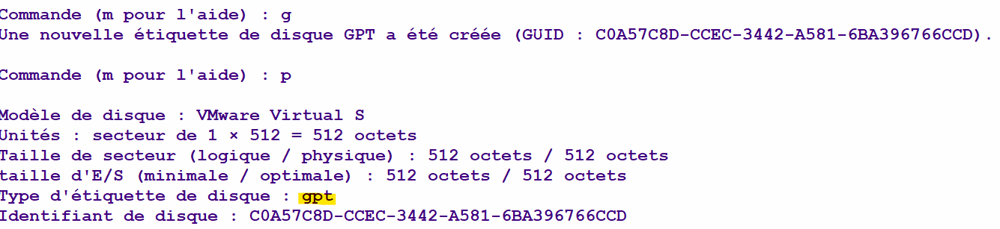 Commande (m pour l'aide) : g
Une nouvelle étiquette de disque GPT a été créée (GUID : C0A57C8D-CCEC-3442-A581-6BA396766CCD).
Commande (m pour l'aide) : p
Modèle de disque : VMware Virtual S
Unités : secteur de 1 × 512 = 512 octets
Taille de secteur (logique / physique) : 512 octets / 512 octets
taille d'E/S (minimale / optimale) : 512 octets / 512 octets
Type d'étiquette de disque : gpt
Identifiant de disque : C0A57C8D-CCEC-3442-A581-6BA396766CCD